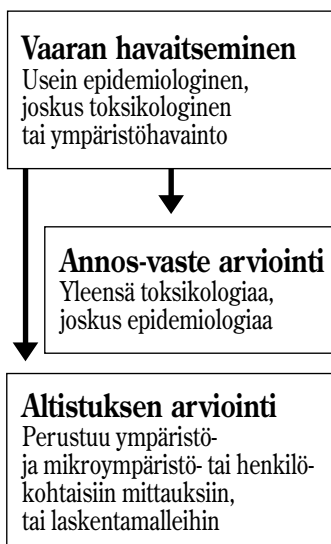 Vaaran havaitseminen
Usein epidemiologinen,
joskus toksikologinen
tai ympäristöhavainto
Annos-vaste arviointi
Yleensä toksikologiaa,
joskus epidemiologiaa
Altistuksen arviointi
Perustuu ympäristö-
ja mikroympäristö- tai henkilö-
kohtaisiin mittauksiin,
tai laskentamalleihin